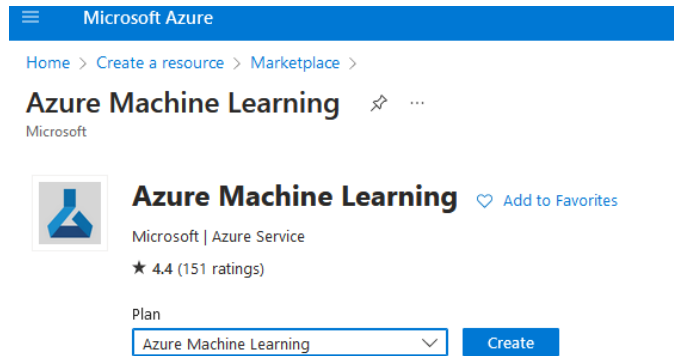 Microsoft Azure
Home > Create a resource > Marketplace >
Azure Machine Learning ...
Microsoft
Azure Machine Learning Add to Favorites
Microsoft | Azure Service
★ 4.4 (151 ratings)
Plan
Azure Machine Learning Create